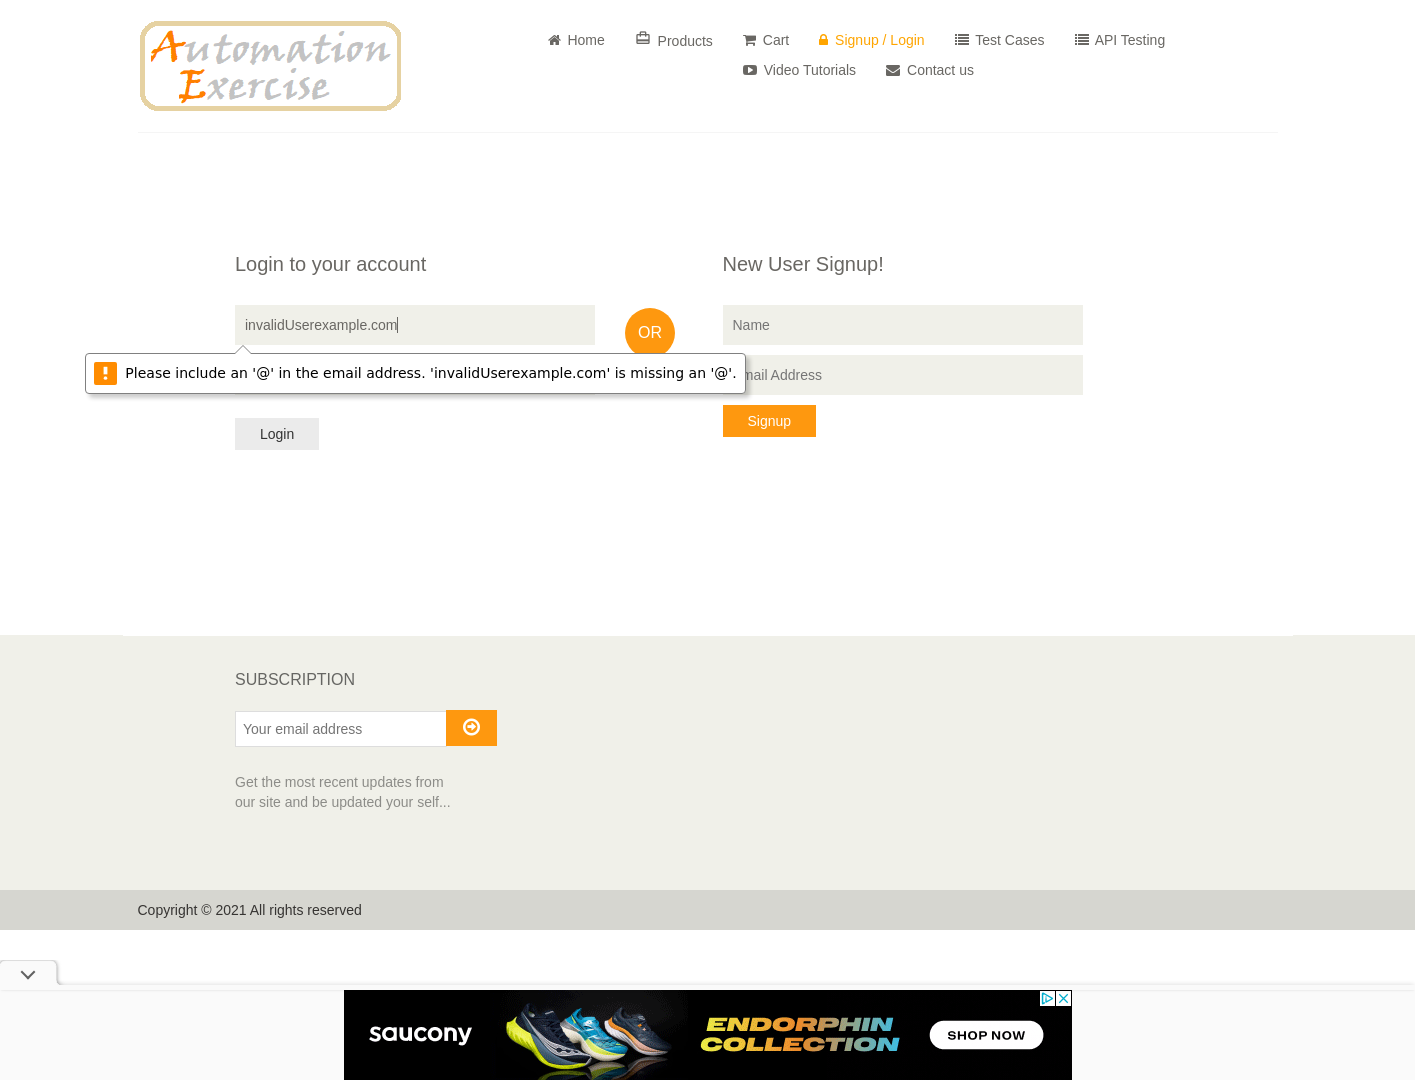 Automation
Exercise
Home
Products
Cart
Signup / Login
Test Cases
API Testing
Video Tutorials
Contact us
Login to your account
New User Signup!
invalidUserexample.com
OR
Name
Please include an '@' in the email address. 'invalidUserexample.com' is missing an '@'.
mail Address
Login
Signup
SUBSCRIPTION
Your email address
Get the most recent updates from
our site and be updated your self...
Copyright © 2021 All rights reserved
saucony
ENDORPHIN
COLLECTION
SHOP NOW